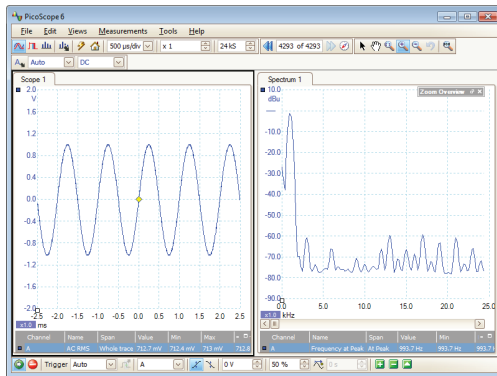 PicoScope 6
File Edit Views Measurements Tools Help
500 µs/div x 1 24 kS 4293 of 4293
Auto DC
Scope 1
2.0
V
1.6
1.2
0.8
0.4
0.0
-0.4
-0.8
-1.2
-1.6
-2.0
-2.5 -2.0 -1.5 -1.0 -0.5 0.0 0.5 1.0 1.5 2.0 2.5
x1.0 ms
Channel Name Span Value Min Max
A AC RMS Whole trace 712.7 mV 712.4 mV 713 mV 712.8
Spectrum 1
10.0
dBu
Zoom Overview
-10.0
-20.0
-30.0
-40.0
-50.0
-60.0
-70.0
-80.0
-90.0
0.0 5.0 10.0 15.0 20.0 25.0
x1.0 kHz
Channel Name Span Value Min
A Frequency at Peak At Peak 993.7 Hz 993.7 Hz 993.7 H
Trigger Auto A 0 V 50 % 0 s